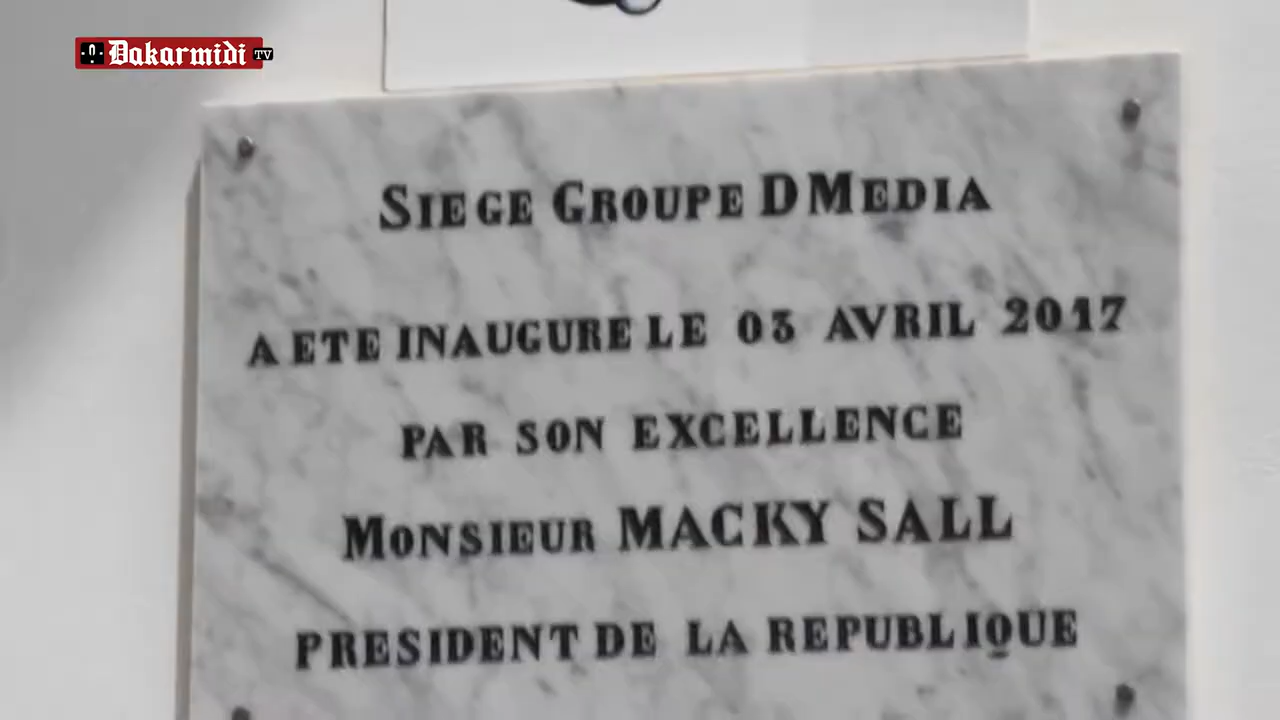 Dakarmidi TV
SIEGE GROUPE DMEDIA
A ETE INAUGURE LE 03 AVRIL 2017
PAR SON EXCELLENCE
MONSIEUR MACKY SALL
PRESIDENT DE LA REPUBLIQUE